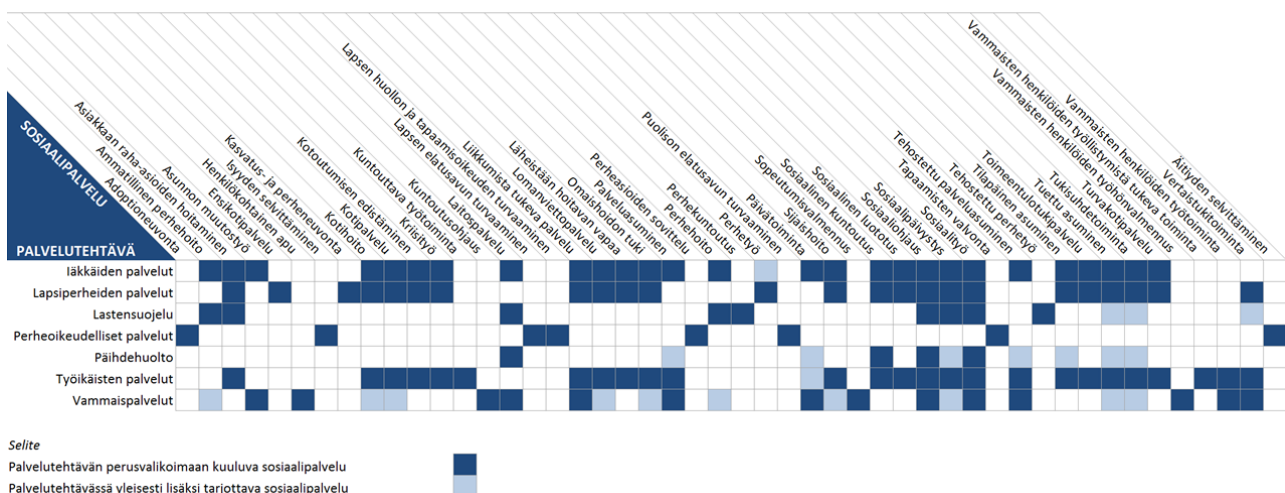 SOSIAALIPALVELU
PALVELUTEHTÄVÄ
Adoptioneuvonta
Ammatillinen perhehoito
Asiakkaan raha-asioiden hoitaminen
Asunnon muutostyö
Ensikotipalvelu
Henkilökohtainen apu
Isyyden selvittäminen
Kasvatus- ja perheneuvonta
Kotihoito
Kotipalvelu
Kotoutumisen edistäminen
Kriisityö
Kuntouttava työtoiminta
Kuntoutusohjaus
Laitospalvelu
Lapsen elatusavun turvaaminen
Lapsen huollon ja tapaamisoikeuden turvaaminen
Liikkumista tukeva palvelu
Lomanviettopalvelu
Läheistään hoitavan vapaa
Omaishoidon tuki
Palveluasuminen
Perheasioiden sovittelu
Perhehoito
Perhekuntoutus
Perhetyö
Puolison elatusavun turvaaminen
Päivätoiminta
Sijaishoito
Sopeutumisvalmennus
Sosiaalinen kuntoutus
Sosiaalinen luototus
Sosiaaliohjaus
Sosiaalipäivystys
Sosiaalityö
Tapaamisten valvonta
Tehostettu palveluasuminen
Tehostettu perhetyö
Tilapäinen asuminen
Toimeentulotukipalvelu
Tuettu asuminen
Tukisuhdetoiminta
Turvakotipalvelu
Vammaisten henkilöiden työhönvalmennus
Vammaisten henkilöiden työllistymistä tukeva toiminta
Vammaisten henkilöiden työtoiminta
Vertaistukitoiminta
Äitiyden selvittäminen
Iäkkäiden palvelut
Lapsiperheiden palvelut
Lastensuojelu
Perheoikeudelliset palvelut
Päihdehuolto
Työikäisten palvelut
Vammaispalvelut
Selite
Palvelutehtävän perusvalikoimaan kuuluva sosiaalipalvelu
Palvelutehtävässä yleisesti lisäksi tarjottava sosiaalipalvelu